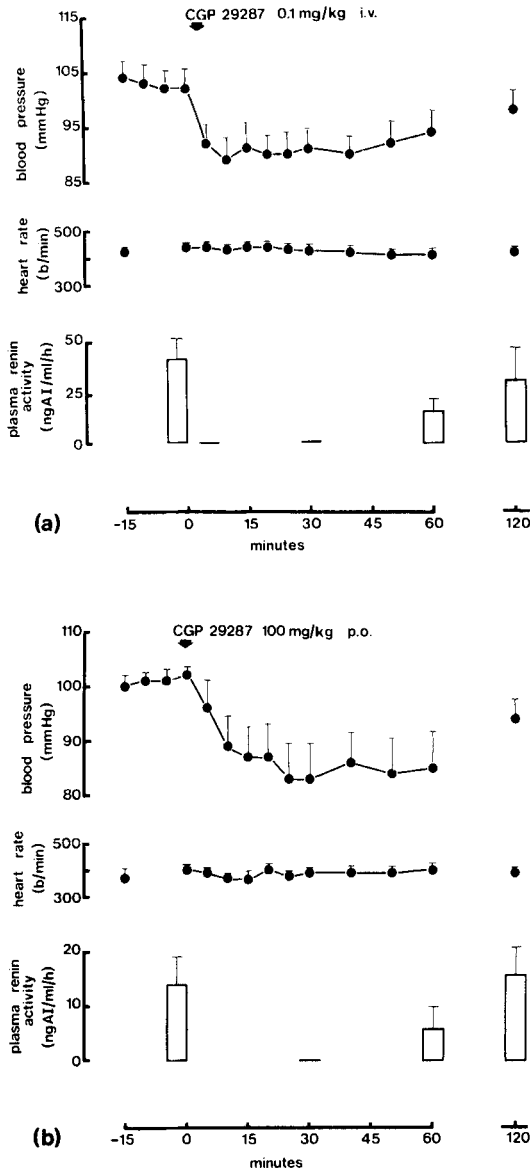 CGP 29287 0.1 mg/kg i.v.
115
105
95
85
blood pressure
(mmHg)
500
300
heart rate
(b/min)
50
25
0
plasma renin
activity
(ngAI/ml/h)
(a)
-15 0 15 30 45 60 120
minutes
CGP 29287 100 mg/kg p.o.
110
100
90
80
blood pressure
(mmHg)
500
300
heart rate
(b/min)
20
10
0
plasma renin
activity
(ngAI/ml/h)
(b)
-15 0 15 30 45 60 120
minutes